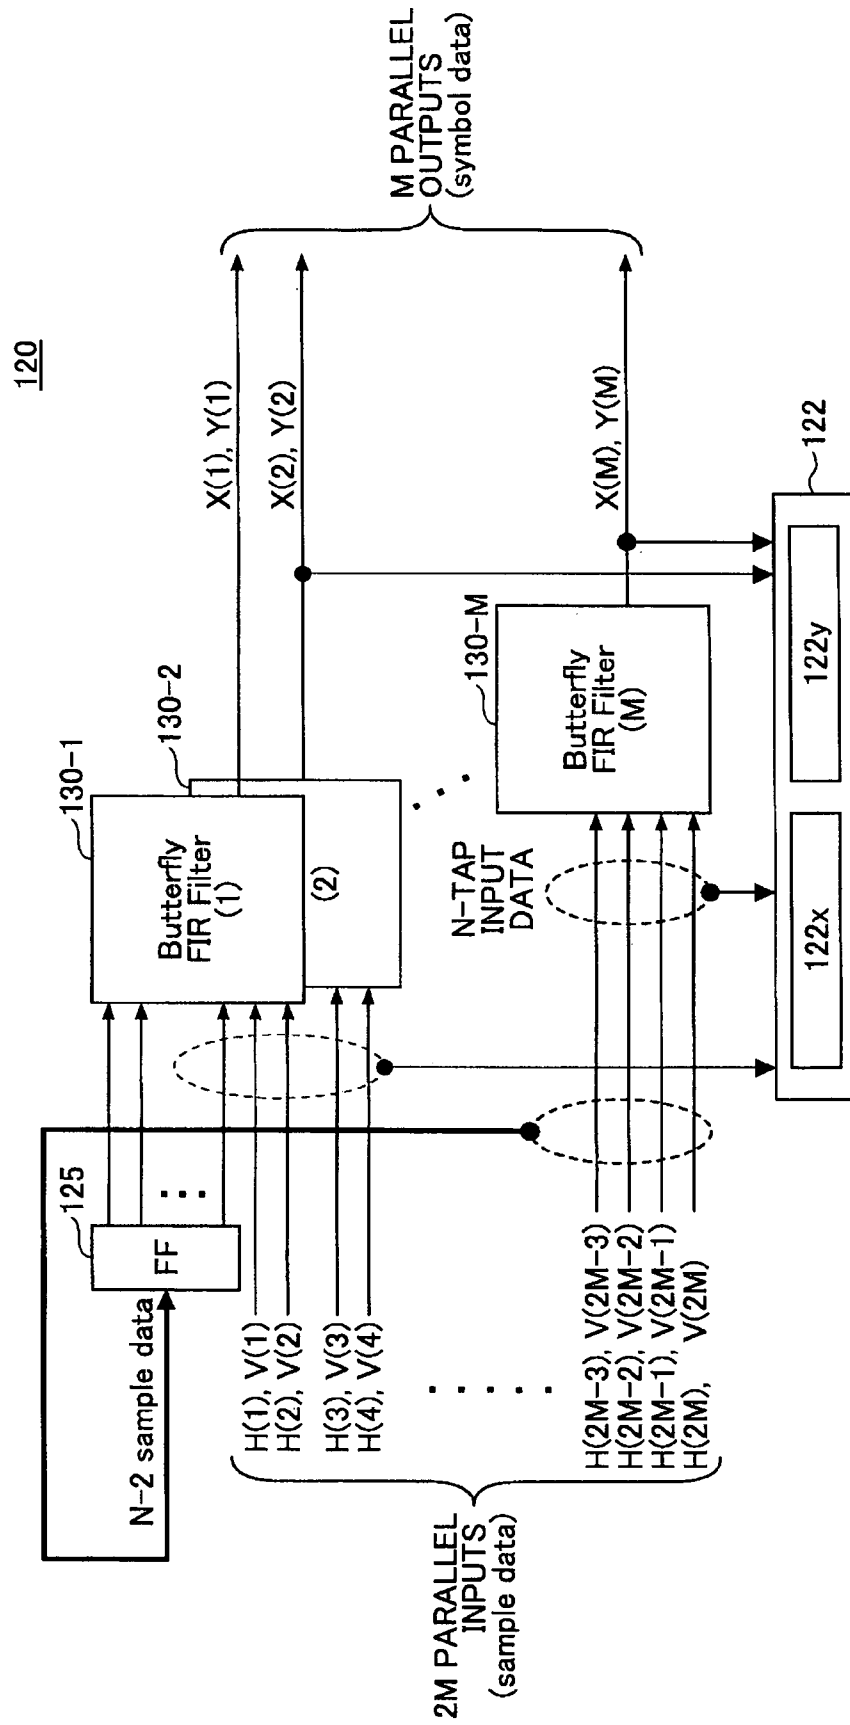 120
125
FF
N-2 sample data
130-1
130-2
Butterfly
FIR Filter
(1)
(2)
H(1), V(1)
H(2), V(2)
H(3), V(3)
H(4), V(4)
H(2M-3), V(2M-3)
H(2M-2), V(2M-2)
H(2M-1), V(2M-1)
H(2M), V(2M)
2M PARALLEL
INPUTS
(sample data)
N-TAP
INPUT
DATA
130-M
Butterfly
FIR Filter
(M)
X(1), Y(1)
X(2), Y(2)
X(M), Y(M)
M PARALLEL
OUTPUTS
(symbol data)
122
122x
122y